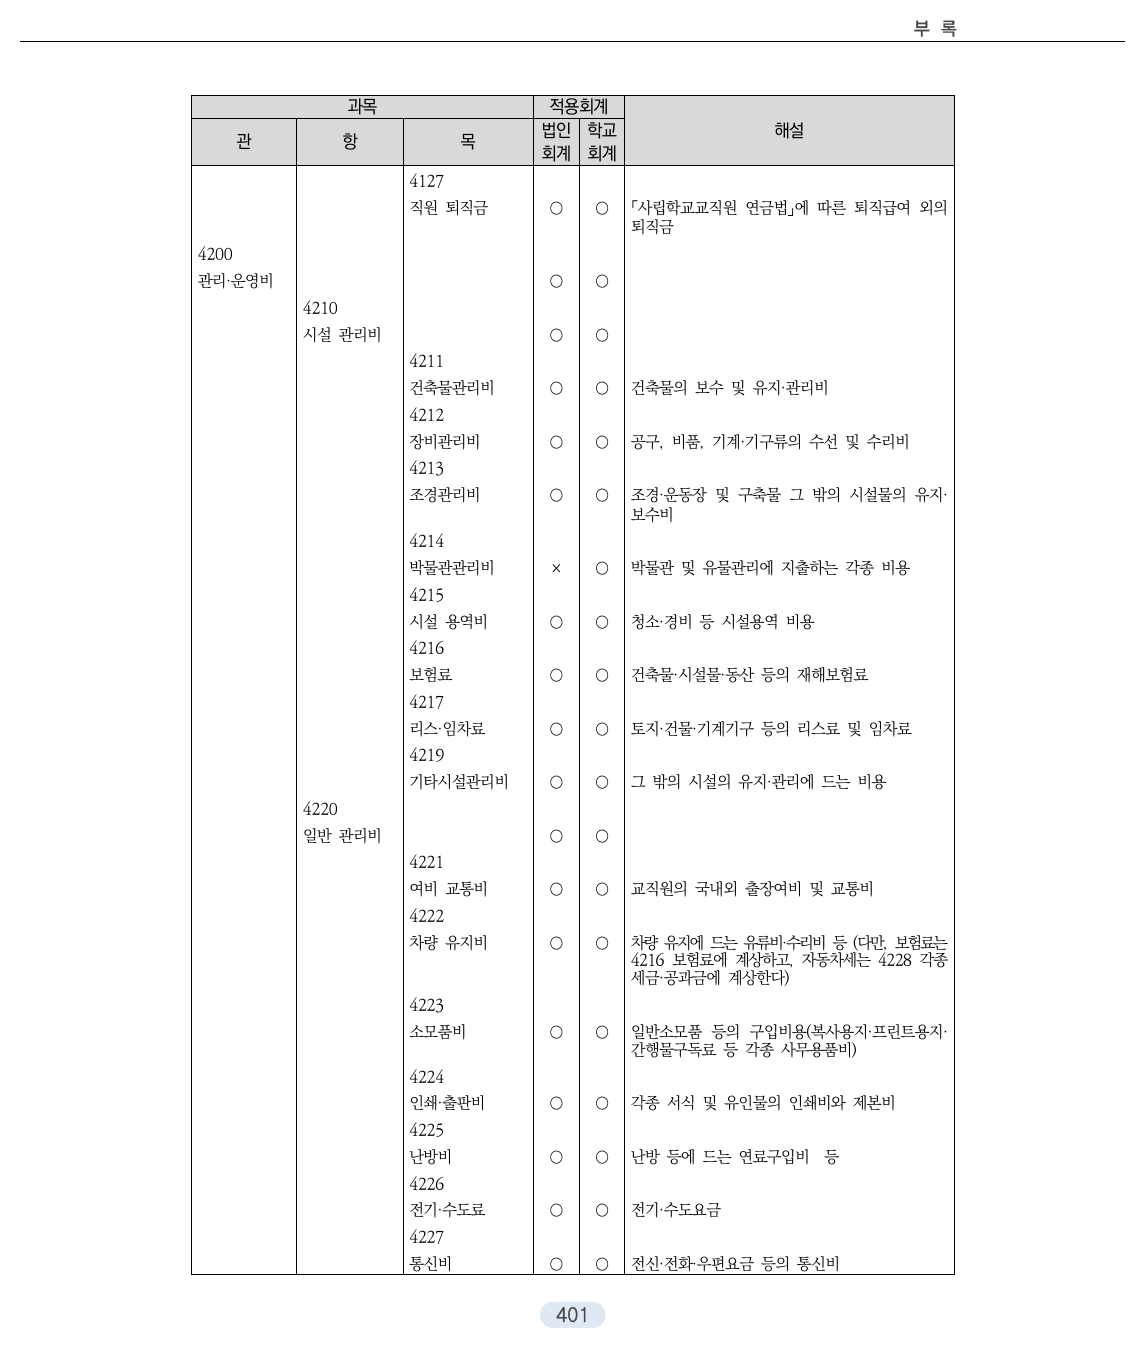 부 록
과목 적용회계 해설
관 항 목 법인 학교
회계 회계
4127
직원 퇴직금 ○ ○ 「사립학교교직원 연금법」에 따른 퇴직급여 외의
퇴직금
4200
관리·운영비 ○ ○
4210
시설 관리비 ○ ○
4211
건축물관리비 ○ ○ 건축물의 보수 및 유지·관리비
4212
장비관리비 ○ ○ 공구, 비품, 기계·기구류의 수선 및 수리비
4213
조경관리비 ○ ○ 조경·운동장 및 구축물 그 밖의 시설물의 유지·
보수비
4214
박물관관리비 × ○ 박물관 및 유물관리에 지출하는 각종 비용
4215
시설 용역비 ○ ○ 청소·경비 등 시설용역 비용
4216
보험료 ○ ○ 건축물·시설물·동산 등의 재해보험료
4217
리스·임차료 ○ ○ 토지·건물·기계기구 등의 리스료 및 임차료
4219
기타시설관리비 ○ ○ 그 밖의 시설의 유지·관리에 드는 비용
4220
일반 관리비 ○ ○
4221
여비 교통비 ○ ○ 교직원의 국내외 출장여비 및 교통비
4222
차량 유지비 ○ ○ 차량 유지에 드는 유류비·수리비 등 (다만, 보험료는
4216 보험료에 계상하고, 자동차세는 4228 각종
세금·공과금에 계상한다)
4223
소모품비 ○ ○ 일반소모품 등의 구입비용(복사용지·프린트용지·
간행물구독료 등 각종 사무용품비)
4224
인쇄·출판비 ○ ○ 각종 서식 및 유인물의 인쇄비와 제본비
4225
난방비 ○ ○ 난방 등에 드는 연료구입비 등
4226
전기·수도료 ○ ○ 전기·수도요금
4227
통신비 ○ ○ 전신·전화·우편요금 등의 통신비
401